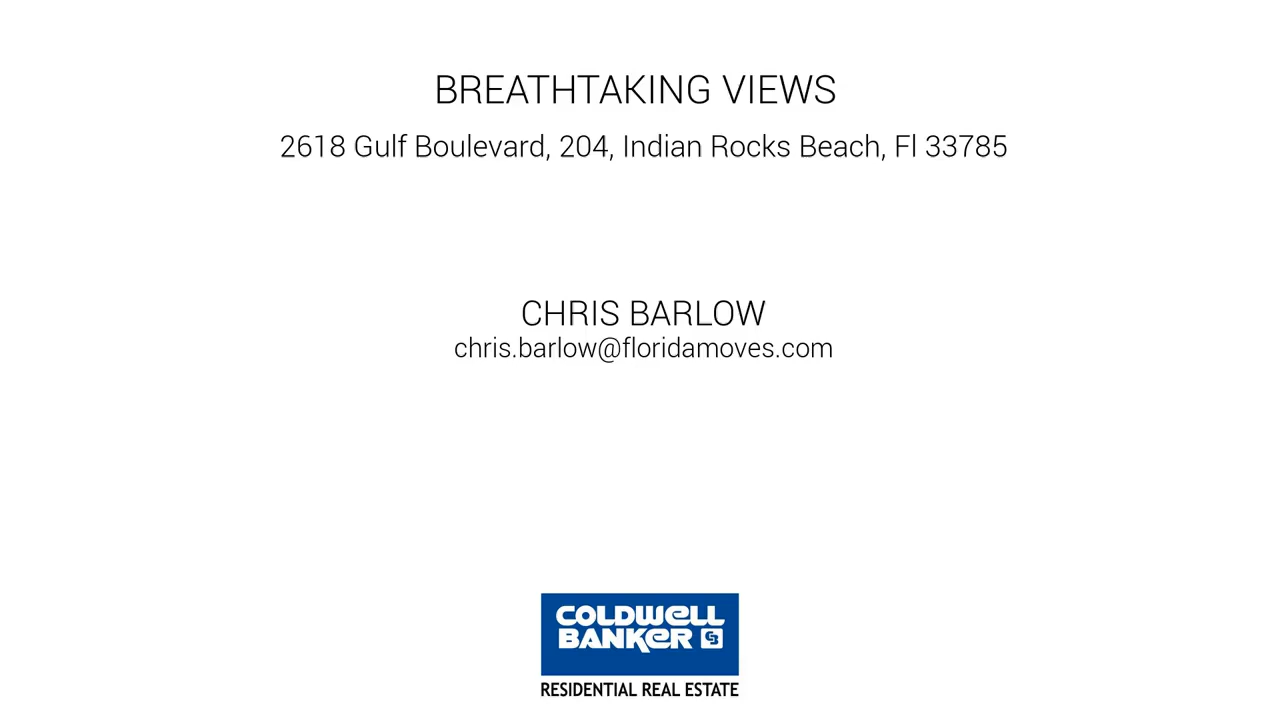 BREATHTAKING VIEWS
2618 Gulf Boulevard, 204, Indian Rocks Beach, Fl 33785
CHRIS BARLOW
chris.barlow@floridamoves.com
COLDWELL
BANKER CB
RESIDENTIAL REAL ESTATE